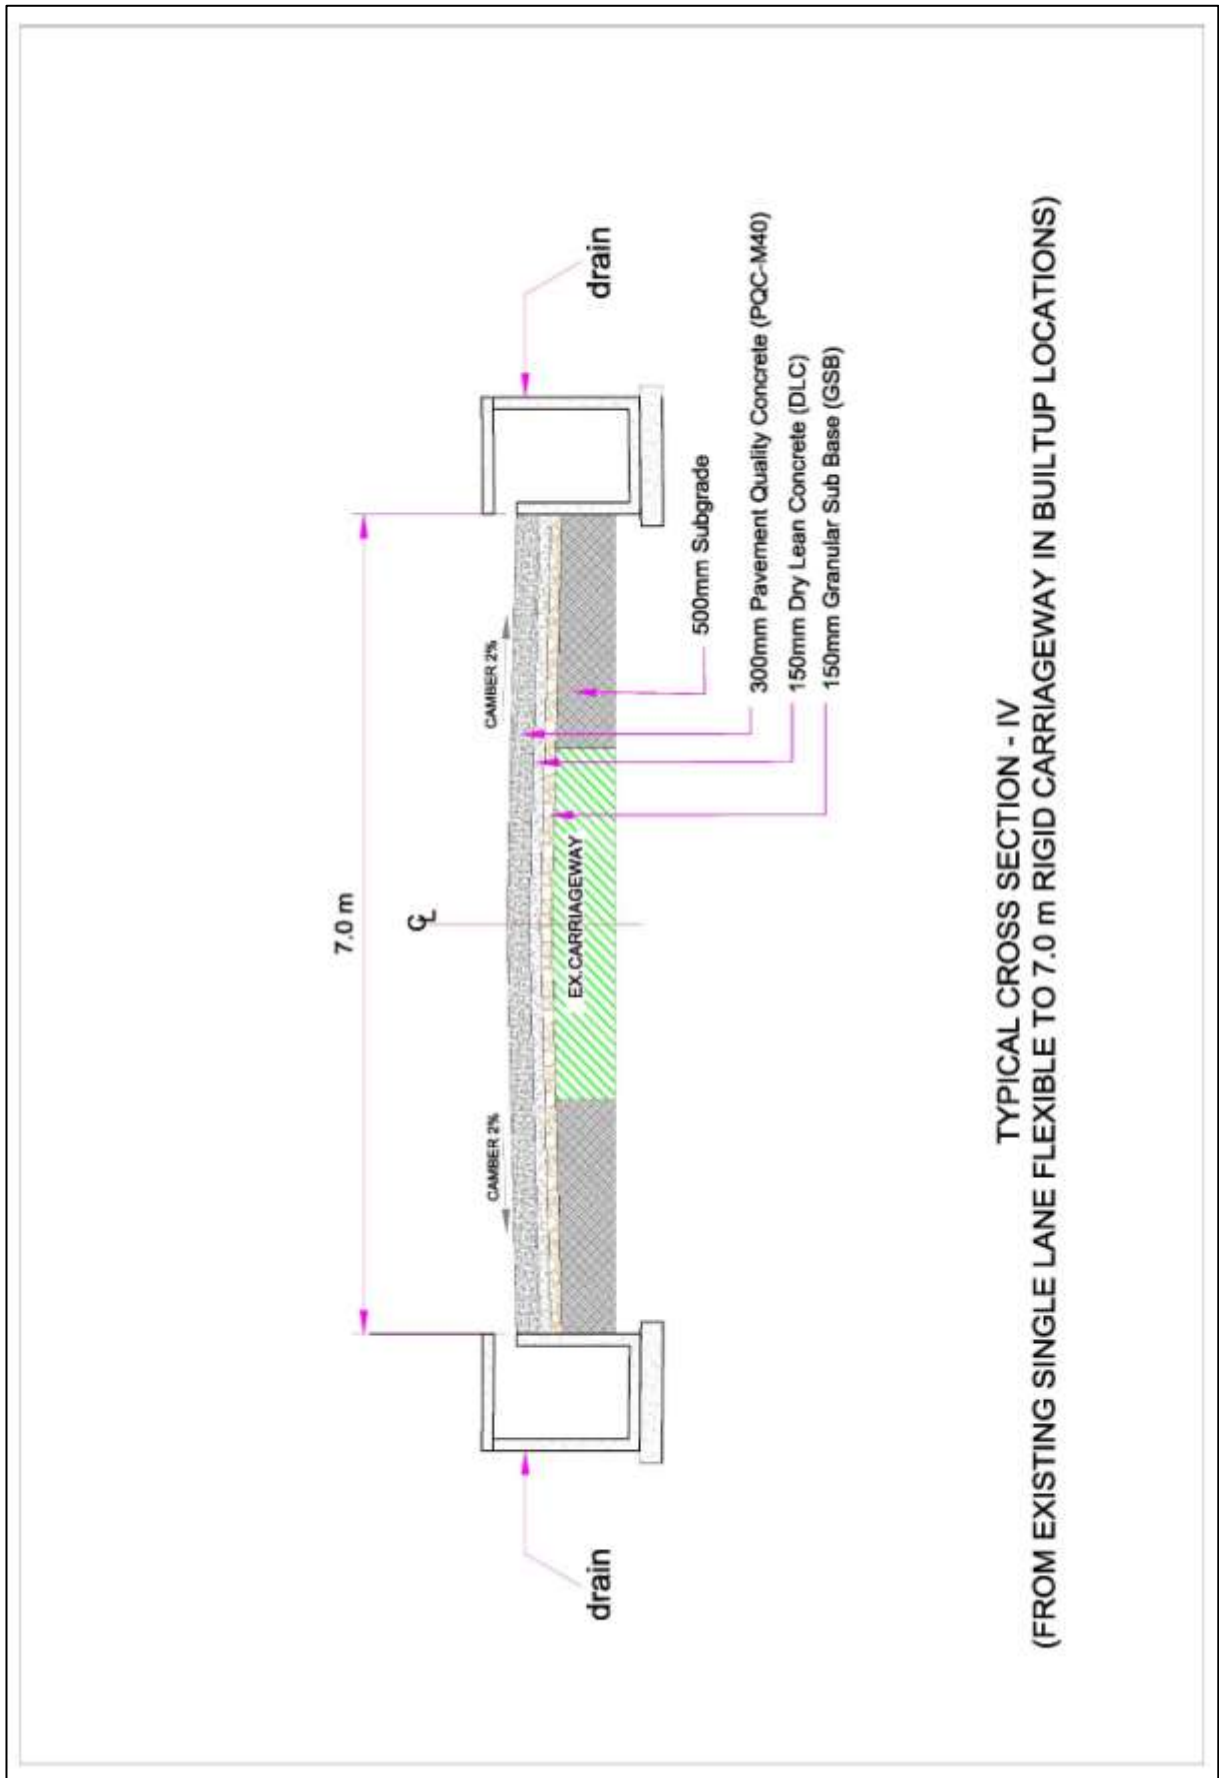 7.0 m
CL
CAMBER 2%
CAMBER 2%
EX.CARRIAGEWAY
drain
drain
500mm Subgrade
300mm Pavement Quality Concrete (PQC-M40)
150mm Dry Lean Concrete (DLC)
150mm Granular Sub Base (GSB)
TYPICAL CROSS SECTION - IV
(FROM EXISTING SINGLE LANE FLEXIBLE TO 7.0 m RIGID CARRIAGEWAY IN BUILTUP LOCATIONS)